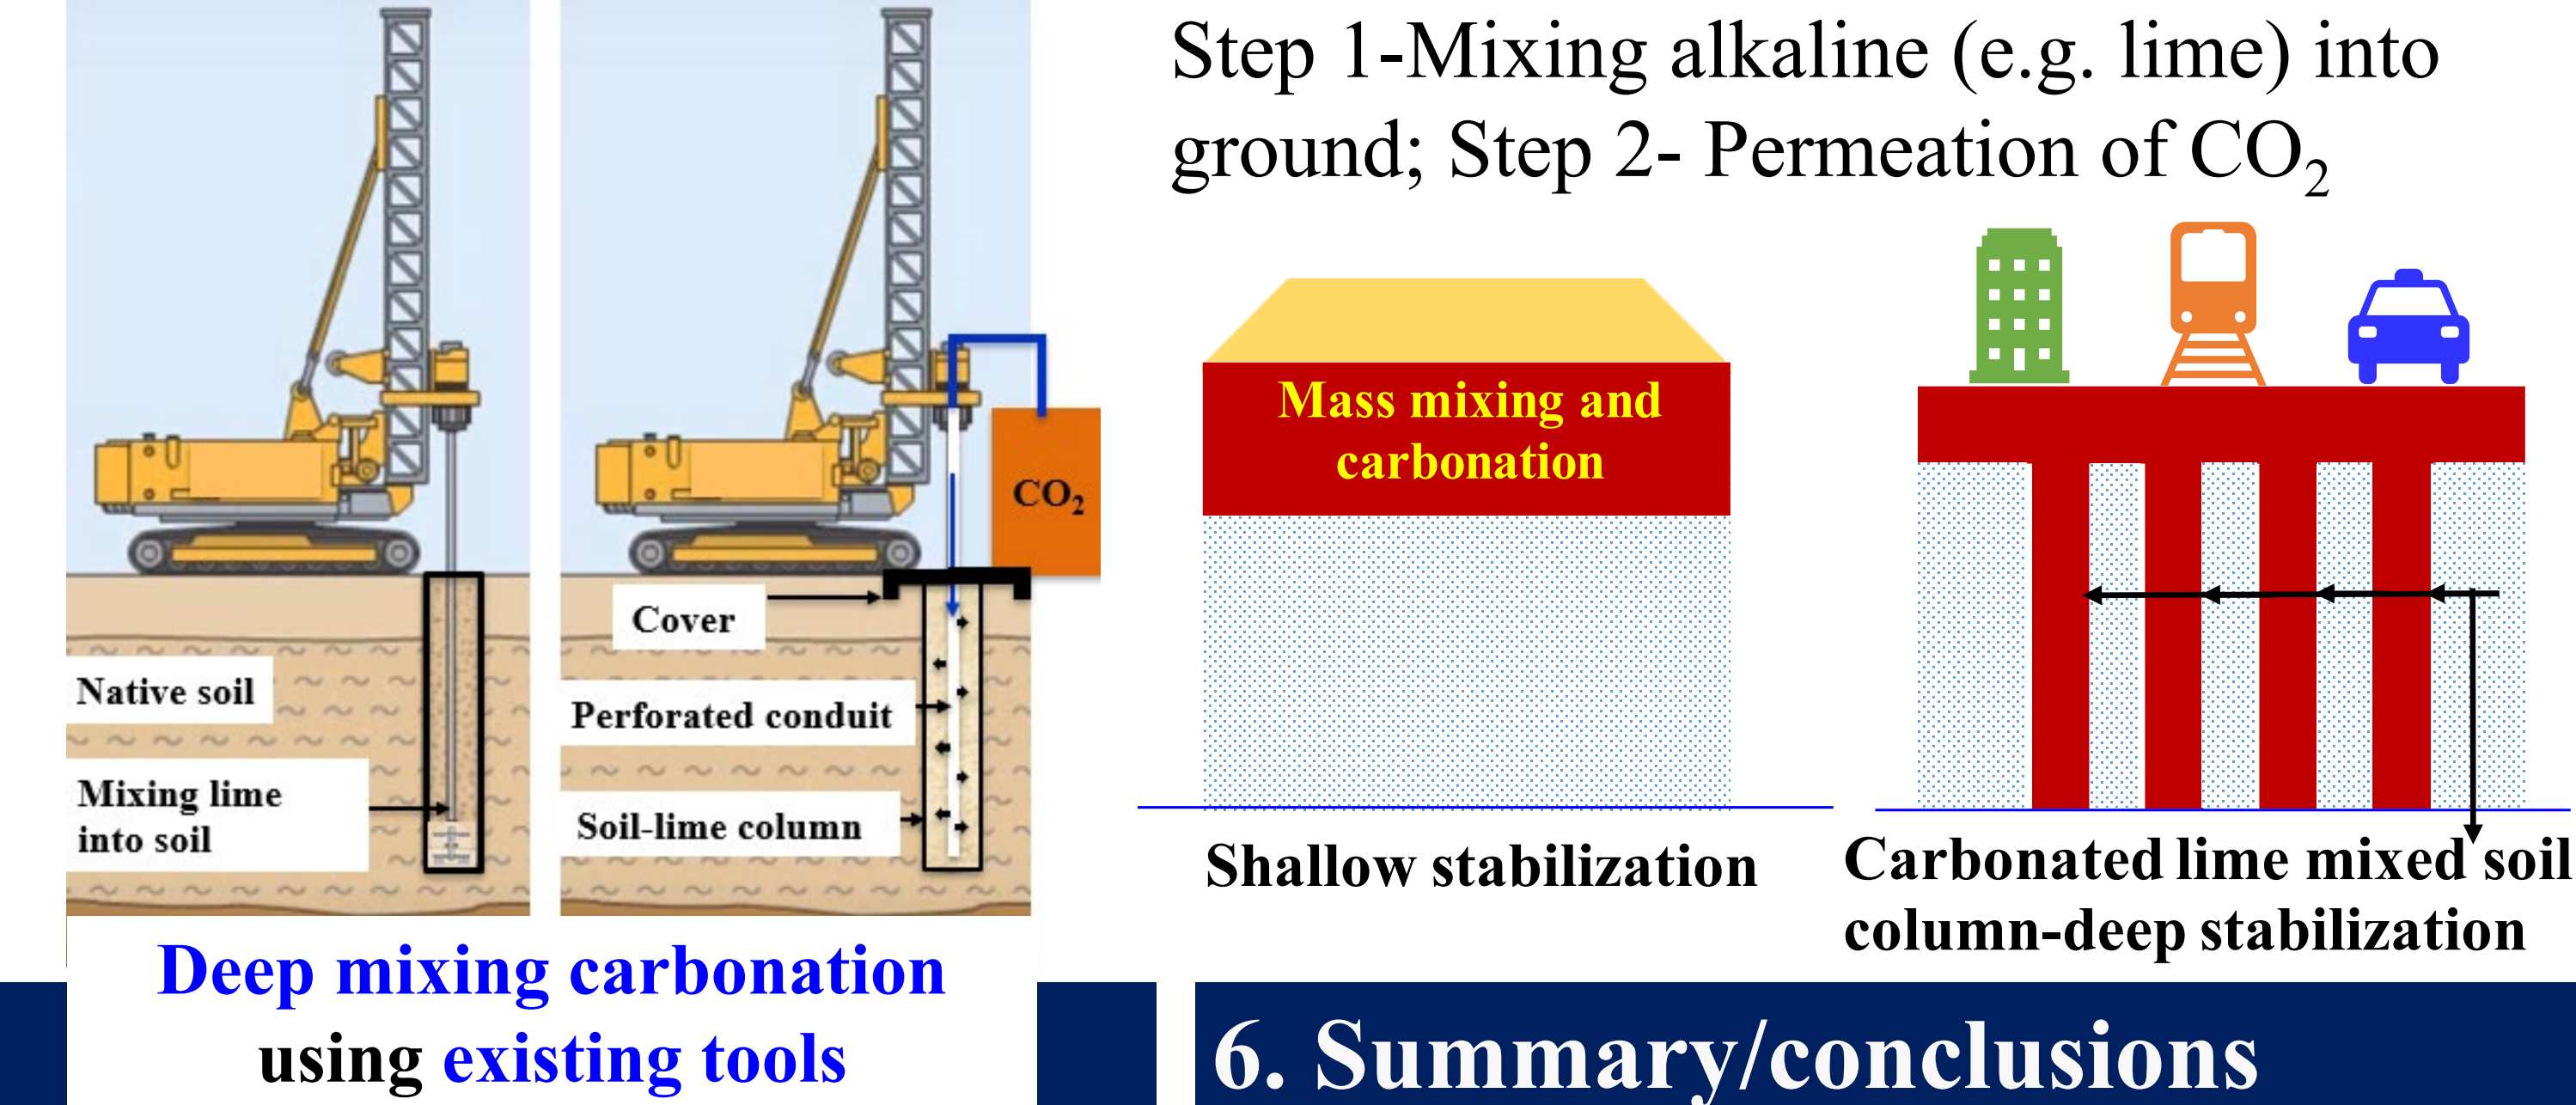 Step 1-Mixing alkaline (e.g. lime) into
ground; Step 2- Permeation of CO₂
CO₂
Cover
Native soil
Perforated conduit
Mixing lime
into soil
Soil-lime column
Deep mixing carbonation
using existing tools
Mass mixing and
carbonation
Shallow stabilization
Carbonated lime mixed soil
column-deep stabilization
6. Summary/conclusions